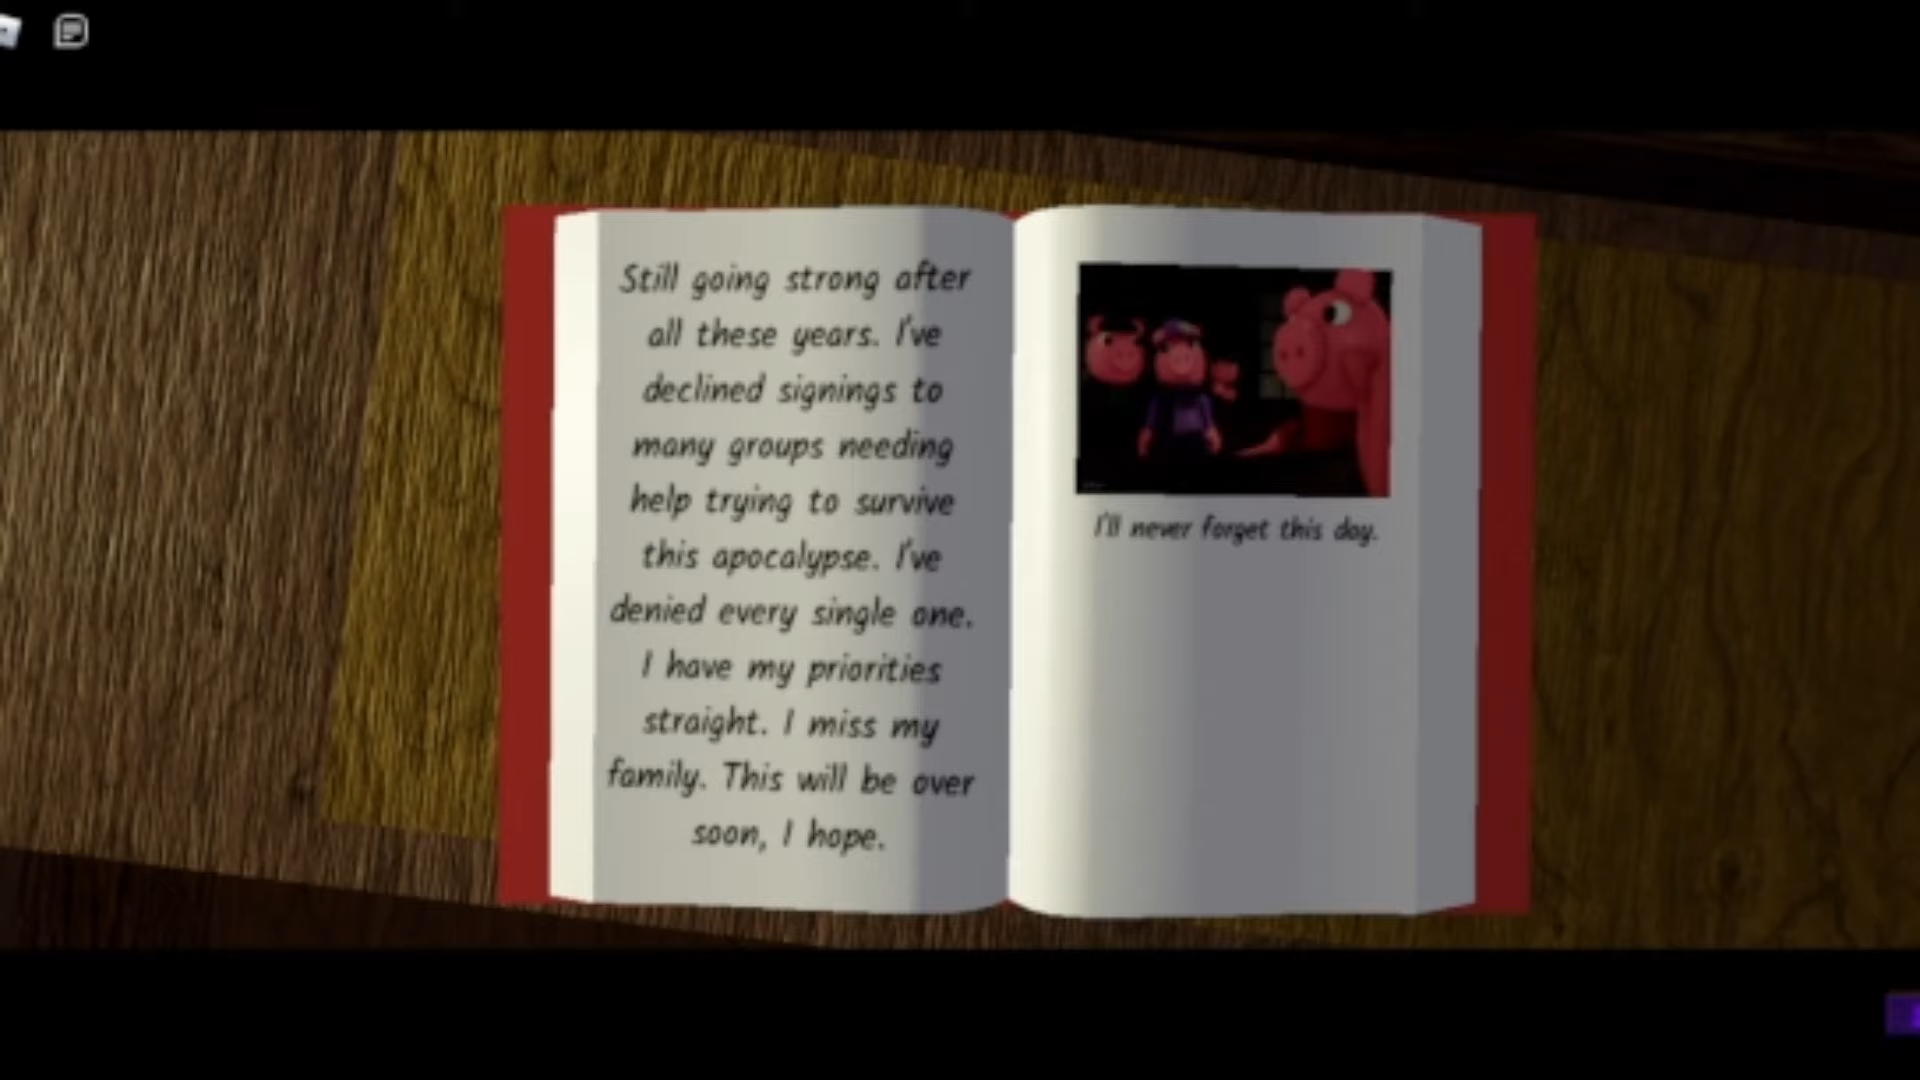 Still going strong after
all these years. I've
declined signings to
many groups needing
help trying to survive
this apocalypse. I've
denied every single one.
I have my priorities
straight. I miss my
family. This will be over
soon, I hope.
I'll never forget this day.